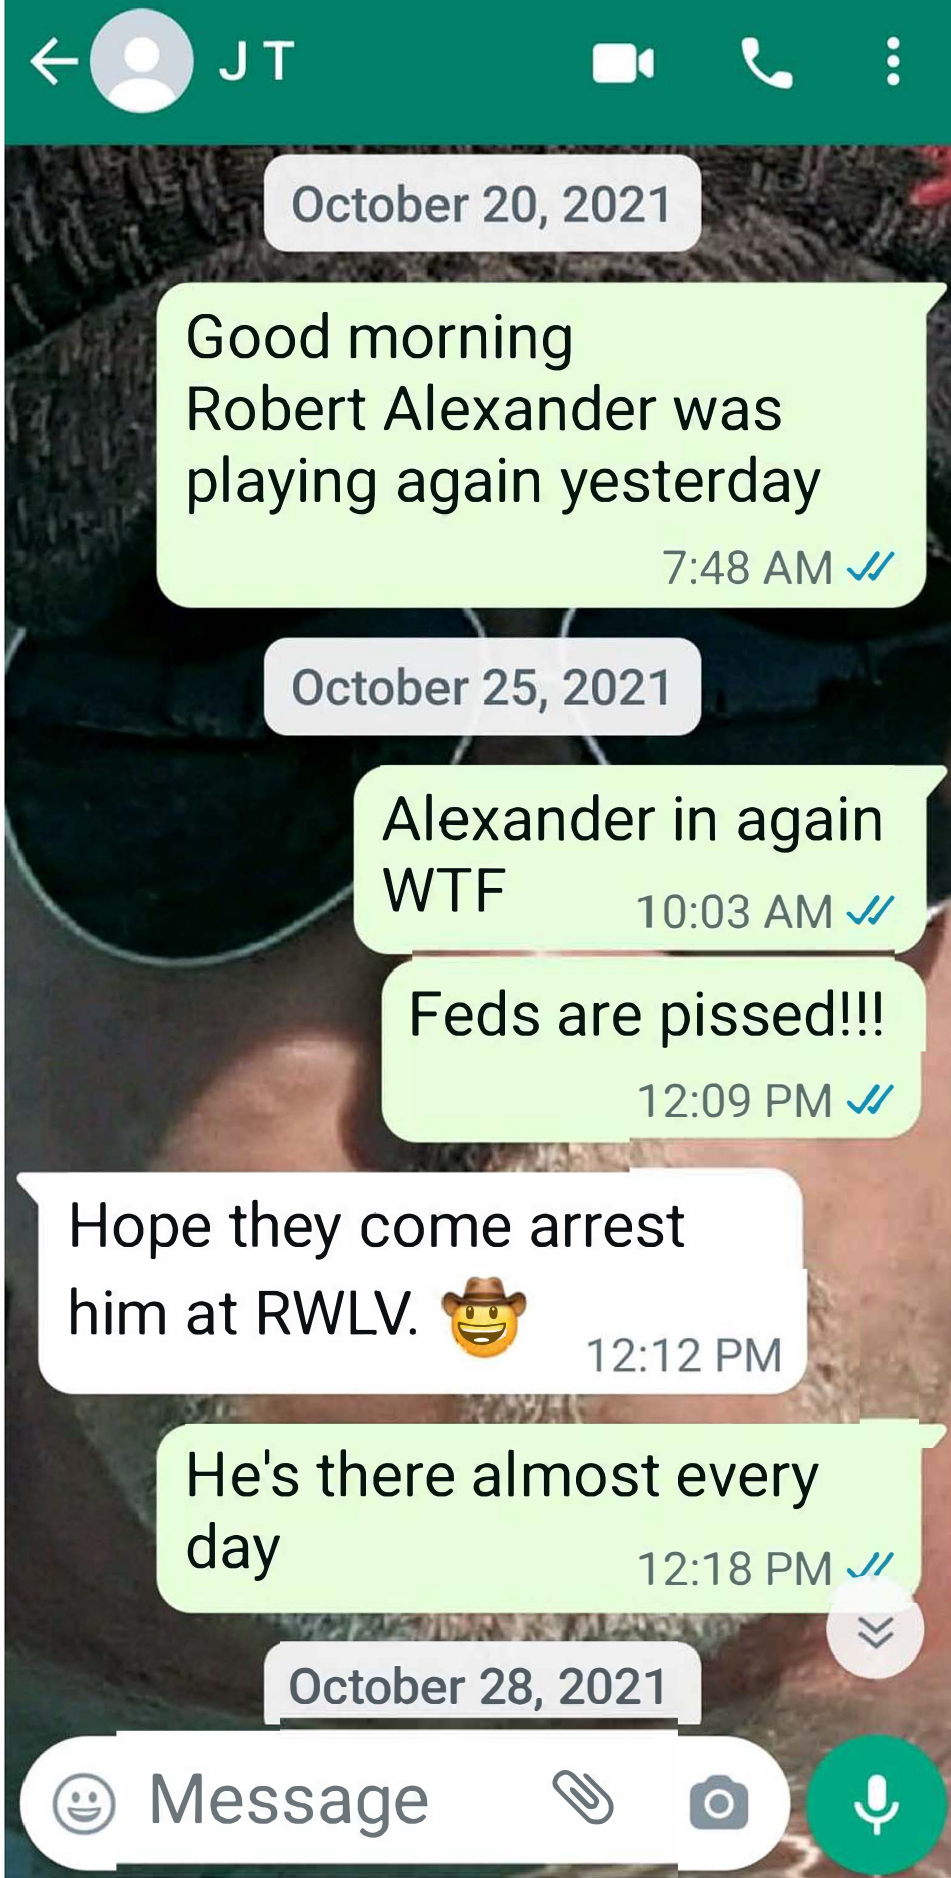 J T
October 20, 2021
Good morning
Robert Alexander was
playing again yesterday
7:48 AM
October 25, 2021
Alexander in again
WTF
10:03 AM
Feds are pissed!!!
12:09 PM
Hope they come arrest
him at RWLV. 🤠
12:12 PM
He's there almost every
day
12:18 PM
October 28, 2021
Message